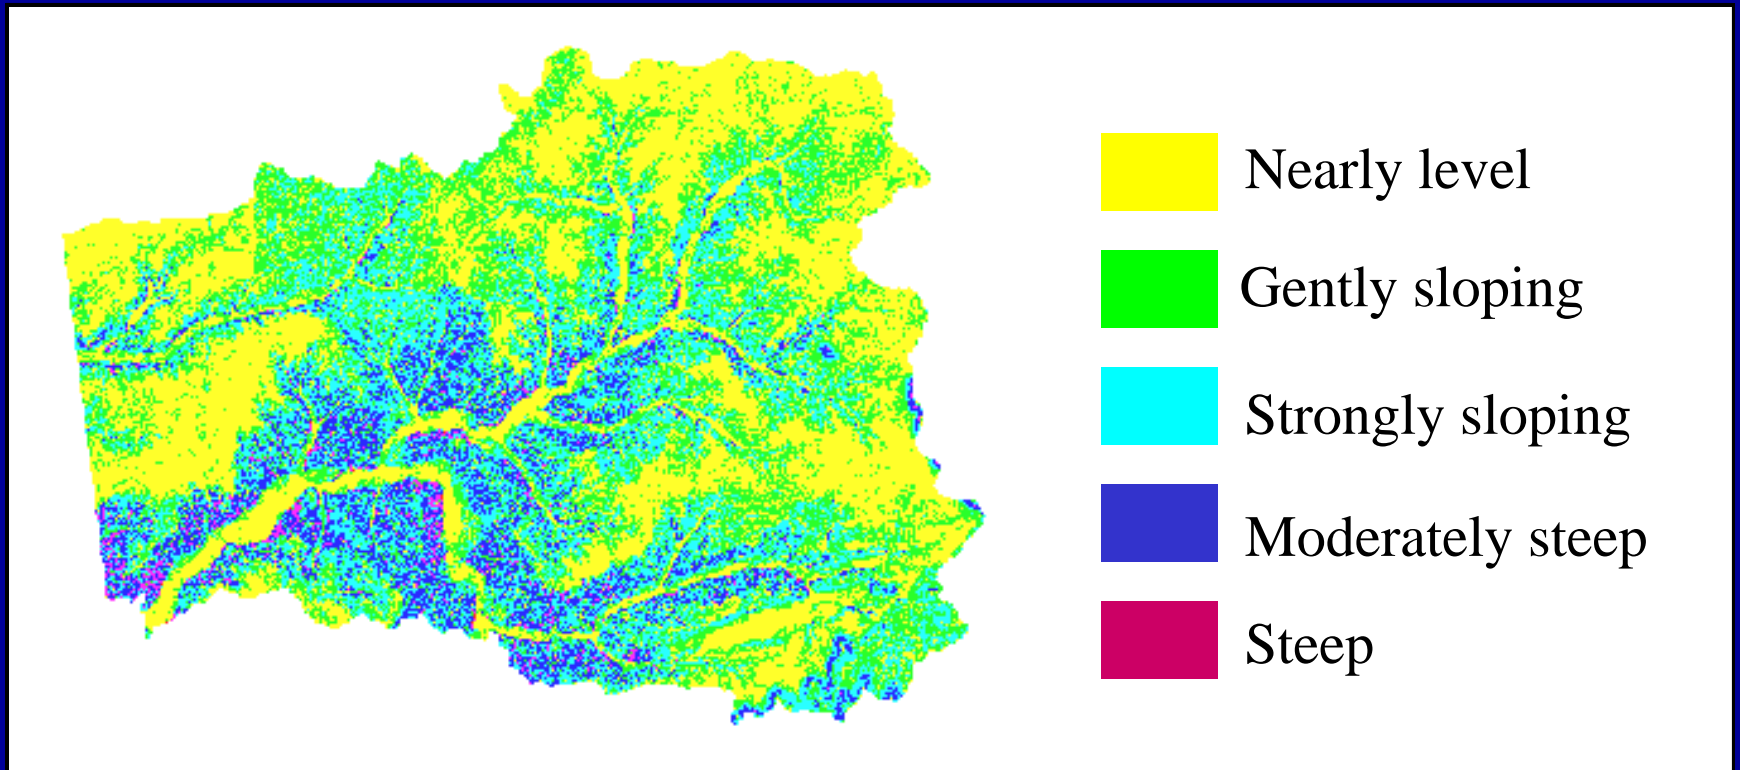 Nearly level
Gently sloping
Strongly sloping
Moderately steep
Steep